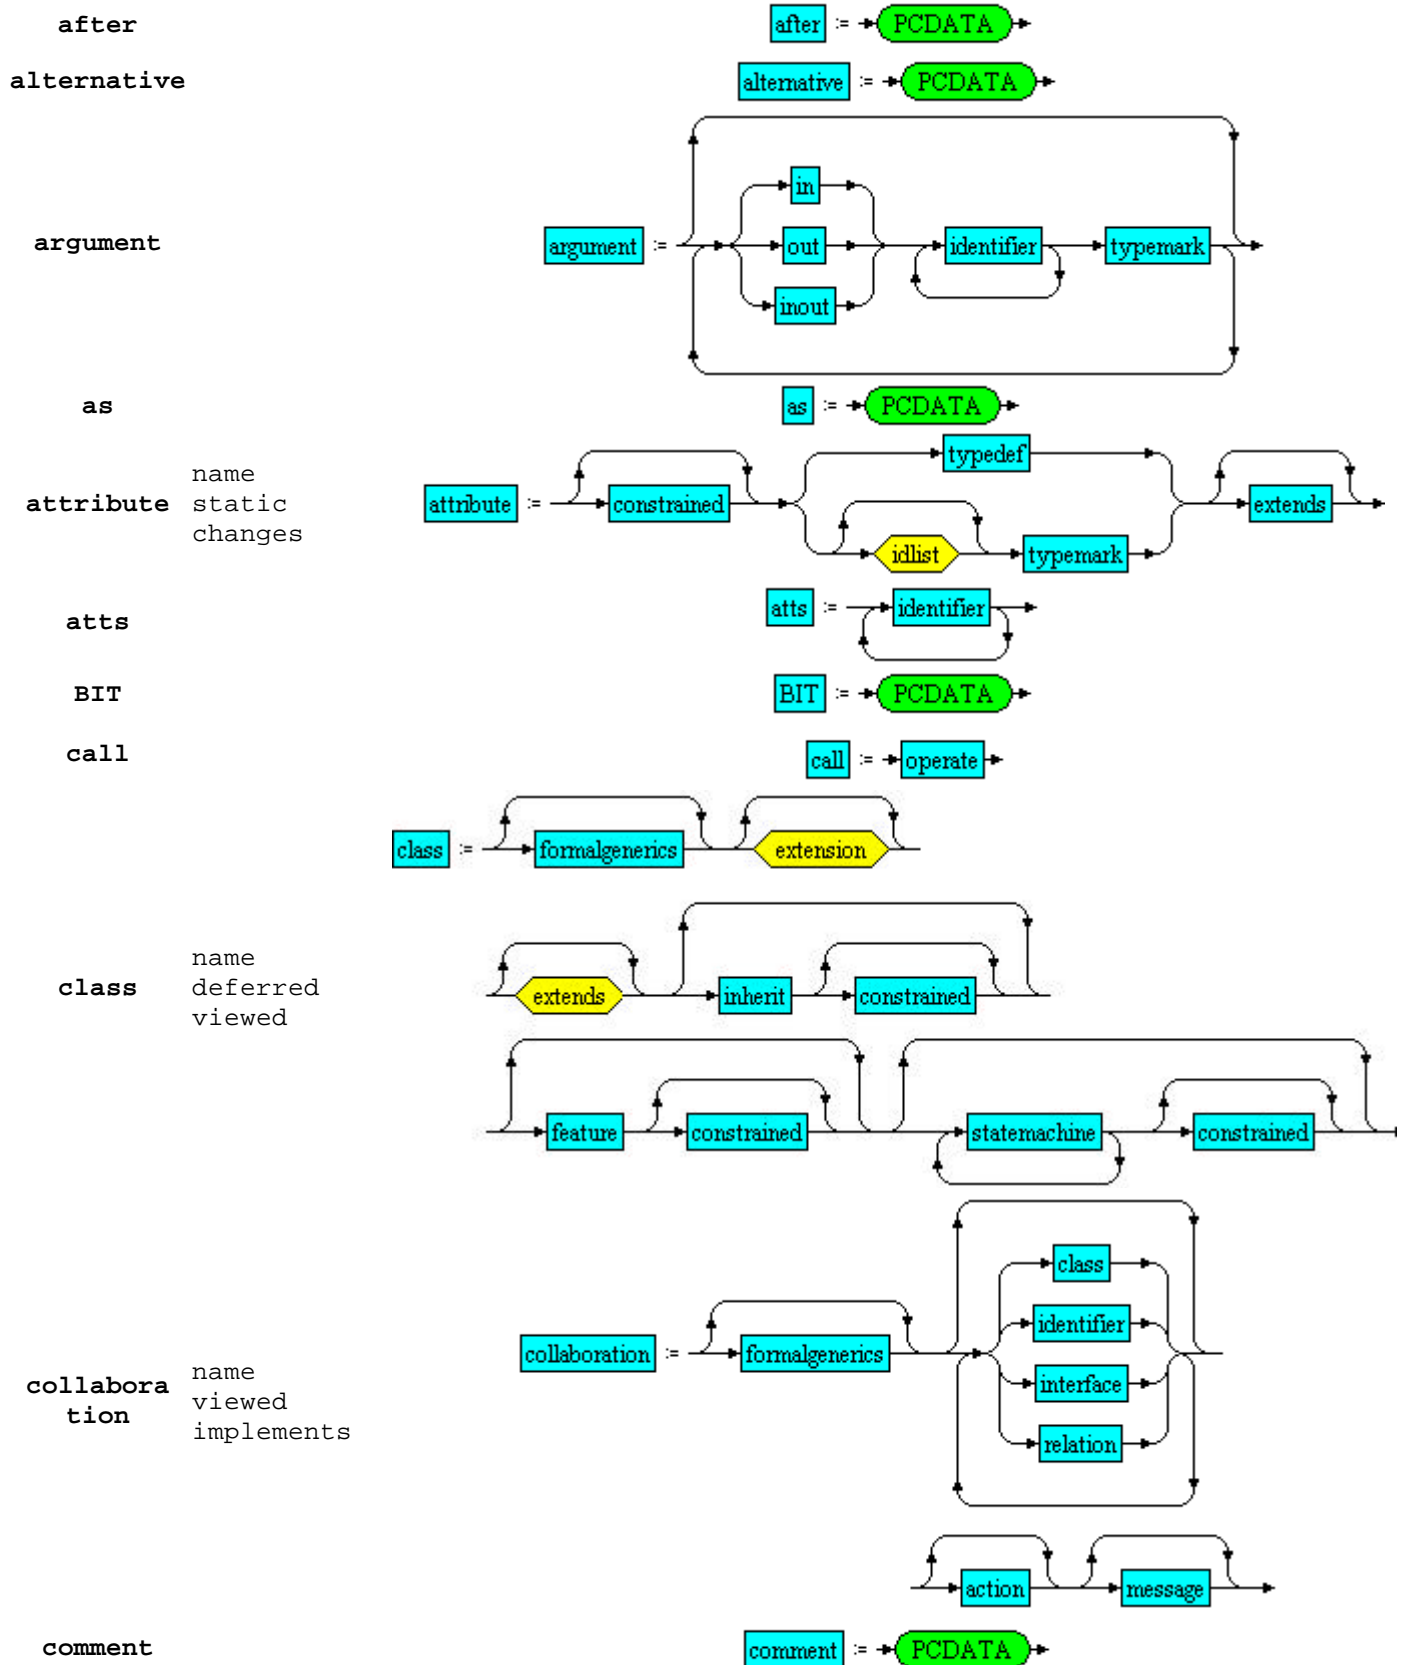 after
after := PCDATA
alternative
alternative := PCDATA
in
argument
argument := out identifier typemark
inout
as
as := PCDATA
typedef
name
attribute static
changes
attribute := constrained extends
idlist typemark
atts
atts := identifier
BIT
BIT := PCDATA
call
call := operate
class := formalgenerics extension
name
class deferred
viewed
extends inherit constrained
feature constrained statemachine constrained
class
identifier
collaboration := formalgenerics
name
collabora viewed
tion implements
interface
relation
action message
comment
comment := PCDATA